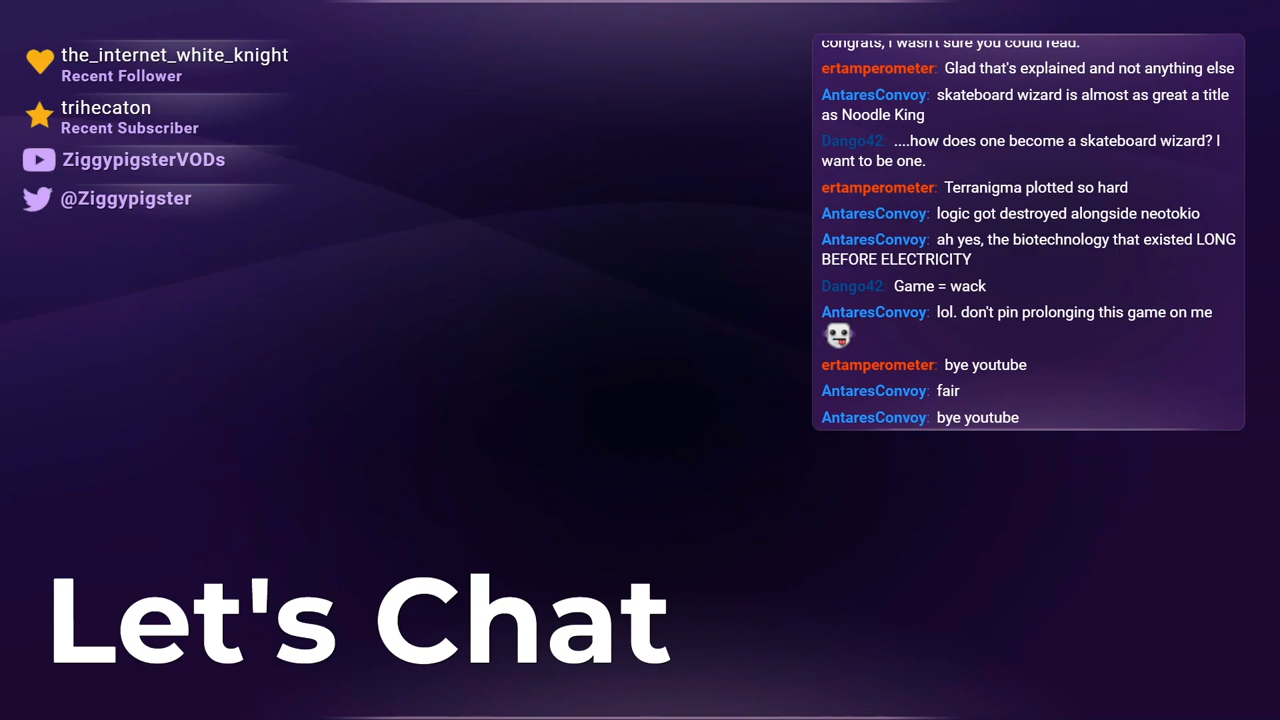 the_internet_white_knight
Recent Follower
trihecaton
Recent Subscriber
ZiggypigsterVODs
@Ziggypigster
congrats, I wasn't sure you could read.
ertamperometer: Glad that's explained and not anything else
AntaresConvoy: skateboard wizard is almost as great a title
as Noodle King
Dango42: ....how does one become a skateboard wizard? I
want to be one.
ertamperometer: Terranigma plotted so hard
AntaresConvoy: logic got destroyed alongside neotokio
AntaresConvoy: ah yes, the biotechnology that existed LONG
BEFORE ELECTRICITY
Dango42: Game = wack
AntaresConvoy: lol. don't pin prolonging this game on me
ertamperometer: bye youtube
AntaresConvoy: fair
AntaresConvoy: bye youtube
Let's Chat